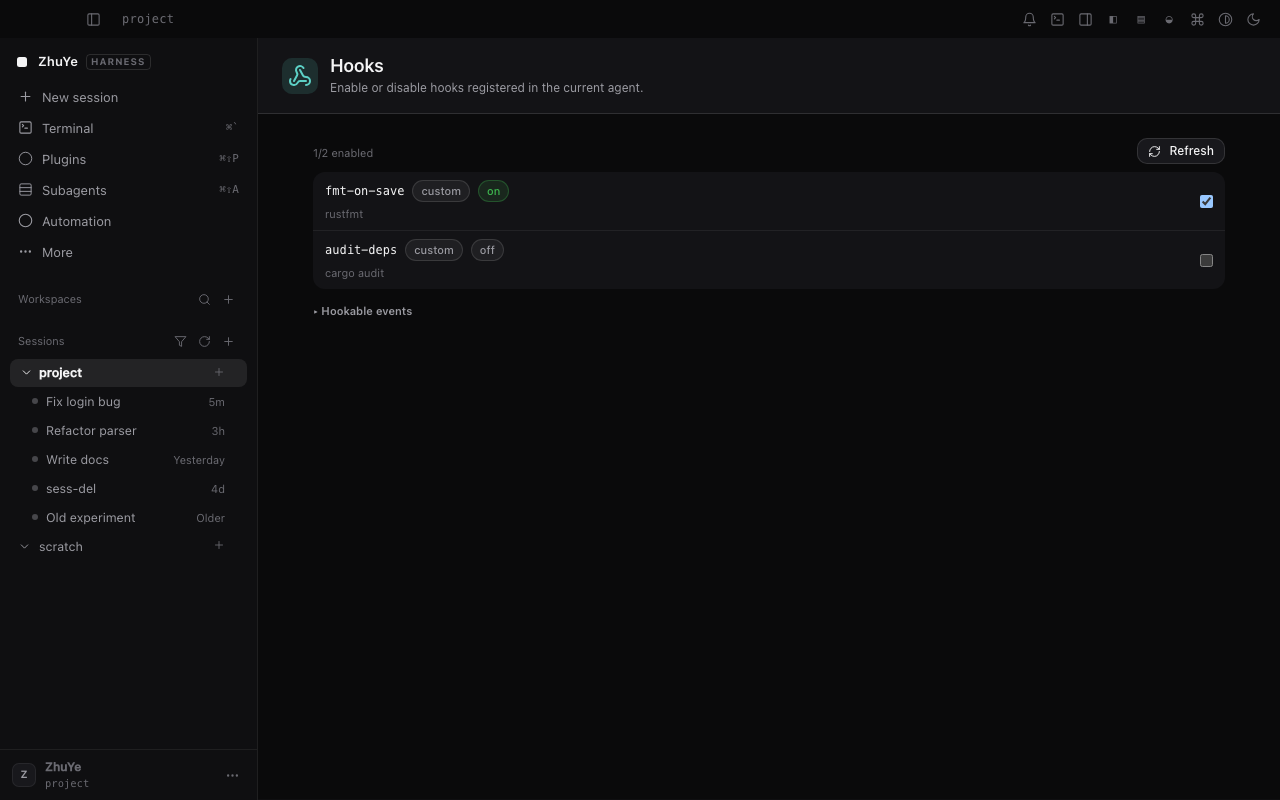 project
ZhuYe HARNESS
New session
Terminal ⌘`
Plugins ⌘⇧P
Subagents ⌘⇧A
Automation
More
Workspaces
Sessions
project
Fix login bug 5m
Refactor parser 3h
Write docs Yesterday
sess-del 4d
Old experiment Older
scratch
Z ZhuYe
project
Hooks
Enable or disable hooks registered in the current agent.
1/2 enabled
Refresh
fmt-on-save custom on
rustfmt
audit-deps custom off
cargo audit
▸ Hookable events